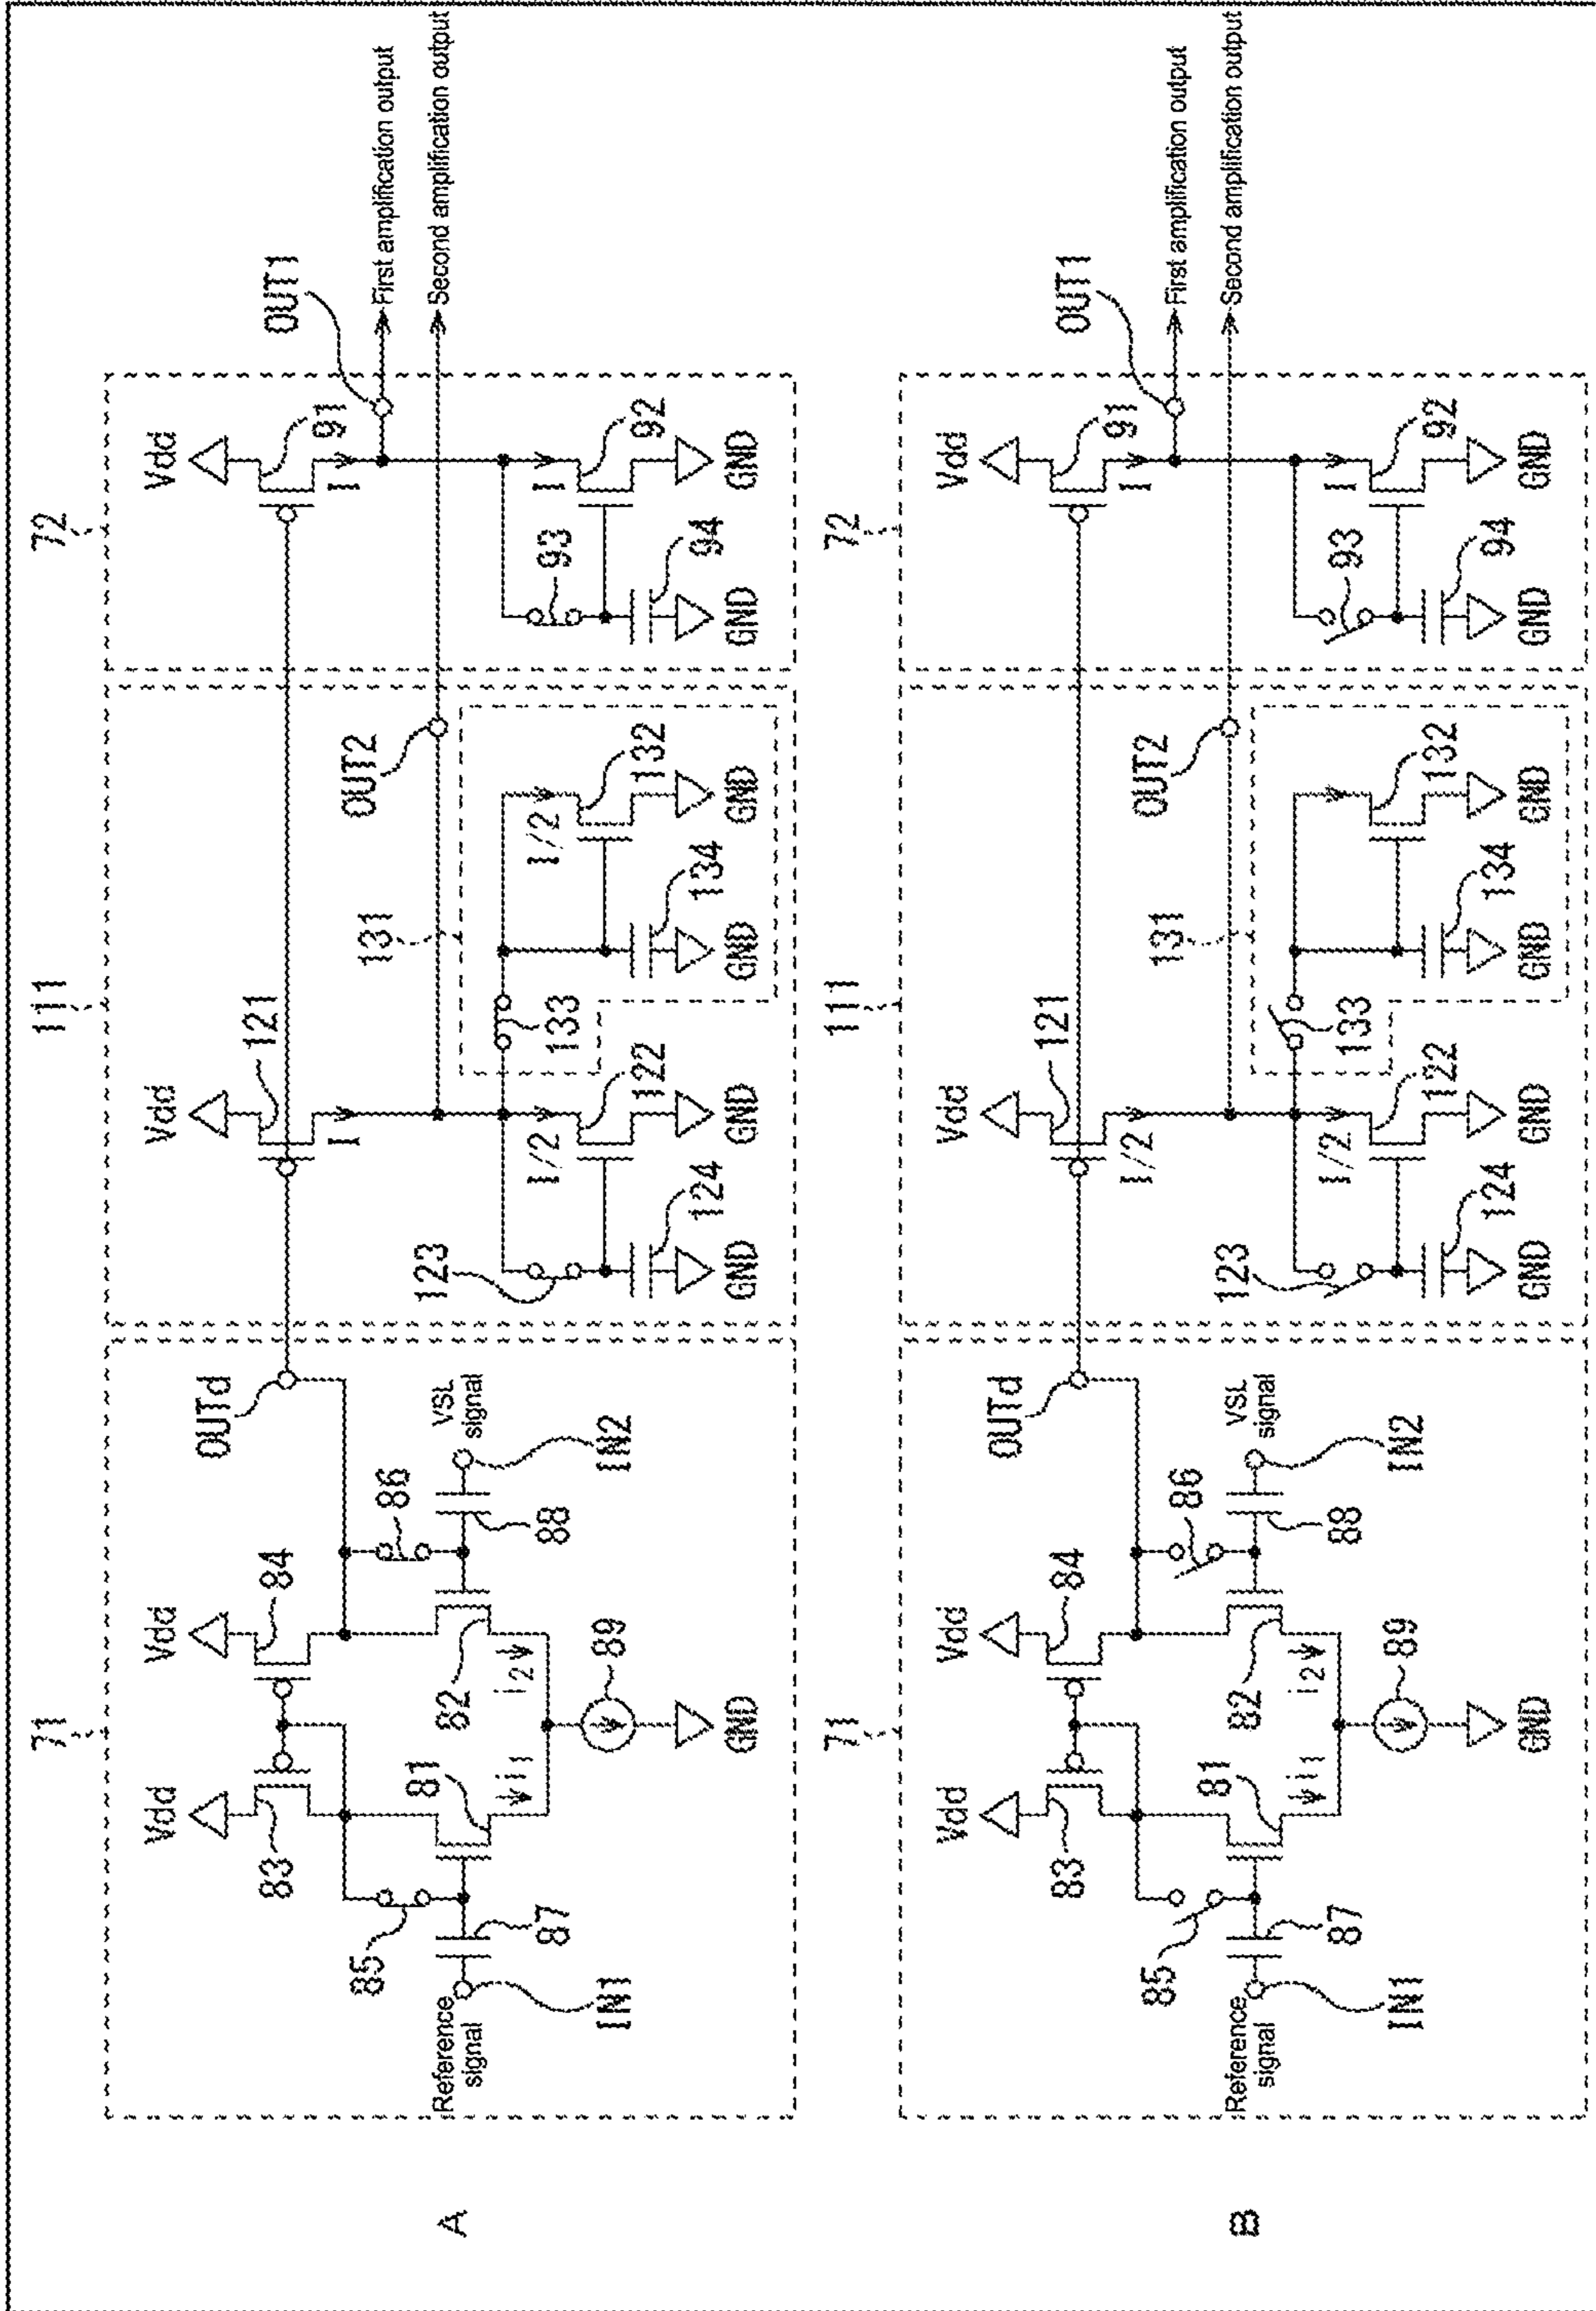 A
71
Vdd
Vdd
83
84
85
86
OUTd
Reference
signal
IN1
87
81
82
i1
i2
88
VSL
signal
IN2
89
GND
111
Vdd
121
I
123
124
GND
I/2
122
GND
131
133
OUT2
I/2
134
GND
132
GND
72
Vdd
91
I
OUT1
First amplification output
Second amplification output
93
94
GND
I
92
GND
B
71
Vdd
Vdd
83
84
85
86
OUTd
Reference
signal
IN1
87
81
82
i1
i2
88
VSL
signal
IN2
89
GND
111
Vdd
121
I/2
123
124
GND
I/2
122
GND
131
133
OUT2
134
GND
132
GND
72
Vdd
91
I
OUT1
First amplification output
Second amplification output
93
94
GND
I
92
GND